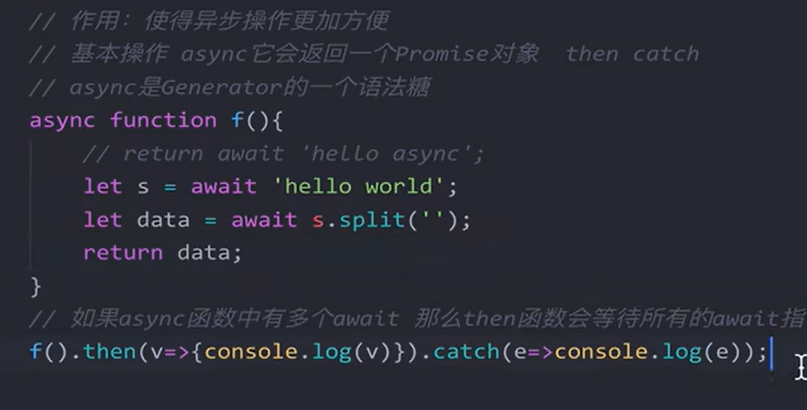 // 作用: 使得异步操作更加方便
// 基本操作 async它会返回一个Promise对象  then catch
// async是Generator的一个语法糖
async function f(){
    // return await 'hello async';
    let s = await 'hello world';
    let data = await s.split('');
    return data;
}
// 如果async函数中有多个await 那么then函数会等待所有的await指
f().then(v=>{console.log(v)}).catch(e=>console.log(e));